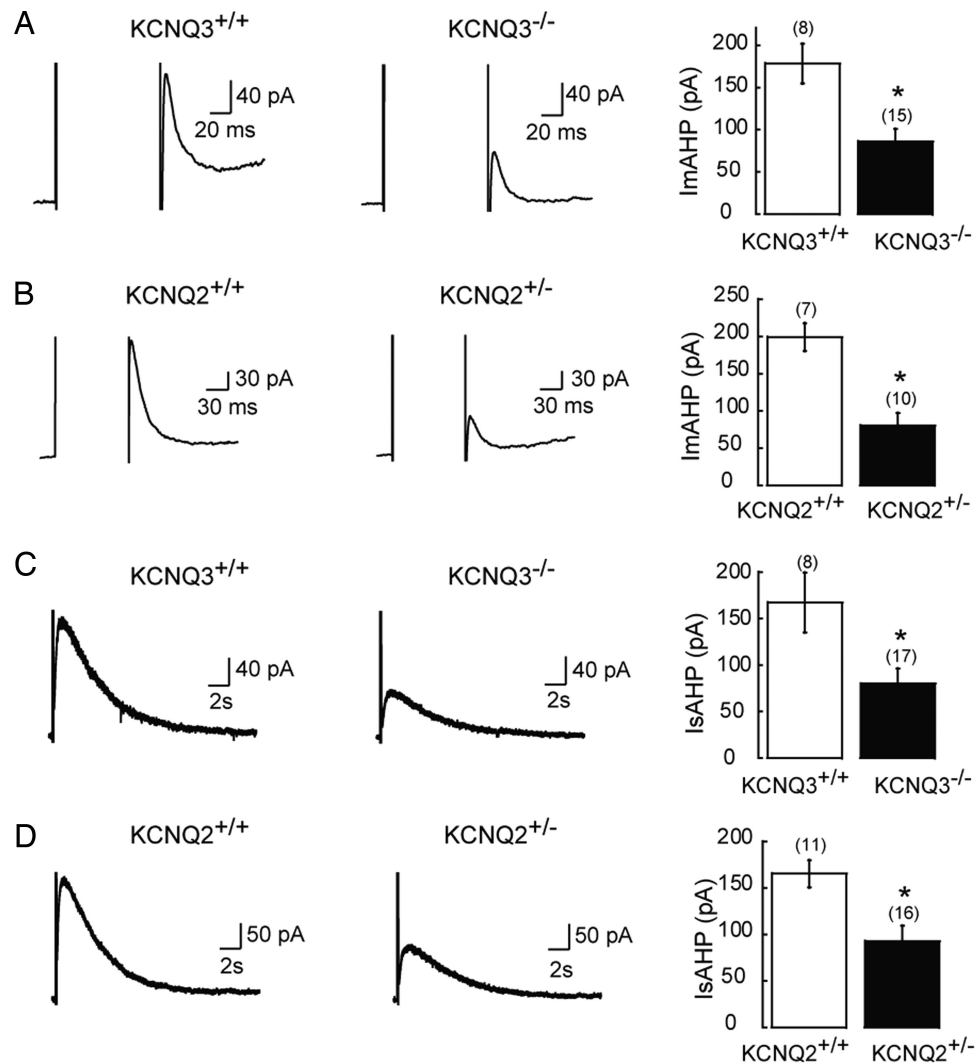 A
KCNQ3+/+
KCNQ3-/-
40 pA
20 ms
40 pA
20 ms
ImAHP (pA)
200
150
100
50
0
(8)
*
(15)
KCNQ3+/+
KCNQ3-/-
B
KCNQ2+/+
KCNQ2+/-
30 pA
30 ms
30 pA
30 ms
ImAHP (pA)
250
200
150
100
50
0
(7)
*
(10)
KCNQ2+/+
KCNQ2+/-
C
KCNQ3+/+
KCNQ3-/-
40 pA
2s
40 pA
2s
IsAHP (pA)
200
150
100
50
0
(8)
*
(17)
KCNQ3+/+
KCNQ3-/-
D
KCNQ2+/+
KCNQ2+/-
50 pA
2s
50 pA
2s
IsAHP (pA)
200
150
100
50
0
(11)
*
(16)
KCNQ2+/+
KCNQ2+/-